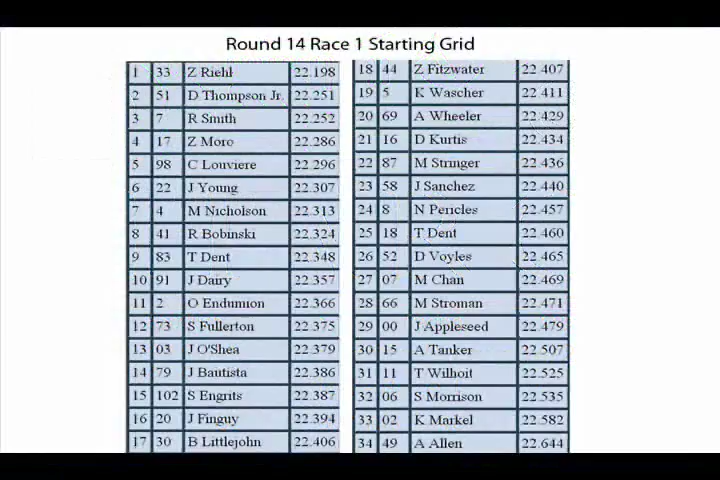 Round 14 Race 1 Starting Grid
1 33 Z Riehl 22.198
2 51 D Thompson Jr. 22.251
3 7 R Smith 22.252
4 17 Z Moro 22.286
5 98 C Louviere 22.296
6 22 J Young 22.307
7 4 M Nicholson 22.313
8 41 R Bobinski 22.324
9 83 T Dent 22.348
10 91 J Dairy 22.357
11 2 O Endumion 22.366
12 73 S Fullerton 22.375
13 03 J O'Shea 22.379
14 79 J Bautista 22.386
15 102 S Engrits 22.387
16 20 J Finguy 22.394
17 30 B Littlejohn 22.406
18 44 Z Fitzwater 22.407
19 5 K Wascher 22.411
20 69 A Wheeler 22.429
21 16 D Kurtis 22.434
22 87 M Stringer 22.436
23 58 J Sanchez 22.440
24 8 N Pericles 22.457
25 18 T Dent 22.460
26 52 D Voyles 22.465
27 07 M Chan 22.469
28 66 M Stroman 22.471
29 00 J Appleseed 22.479
30 15 A Tanker 22.507
31 11 T Wilhoit 22.525
32 06 S Morrison 22.535
33 02 K Markel 22.582
34 49 A Allen 22.644